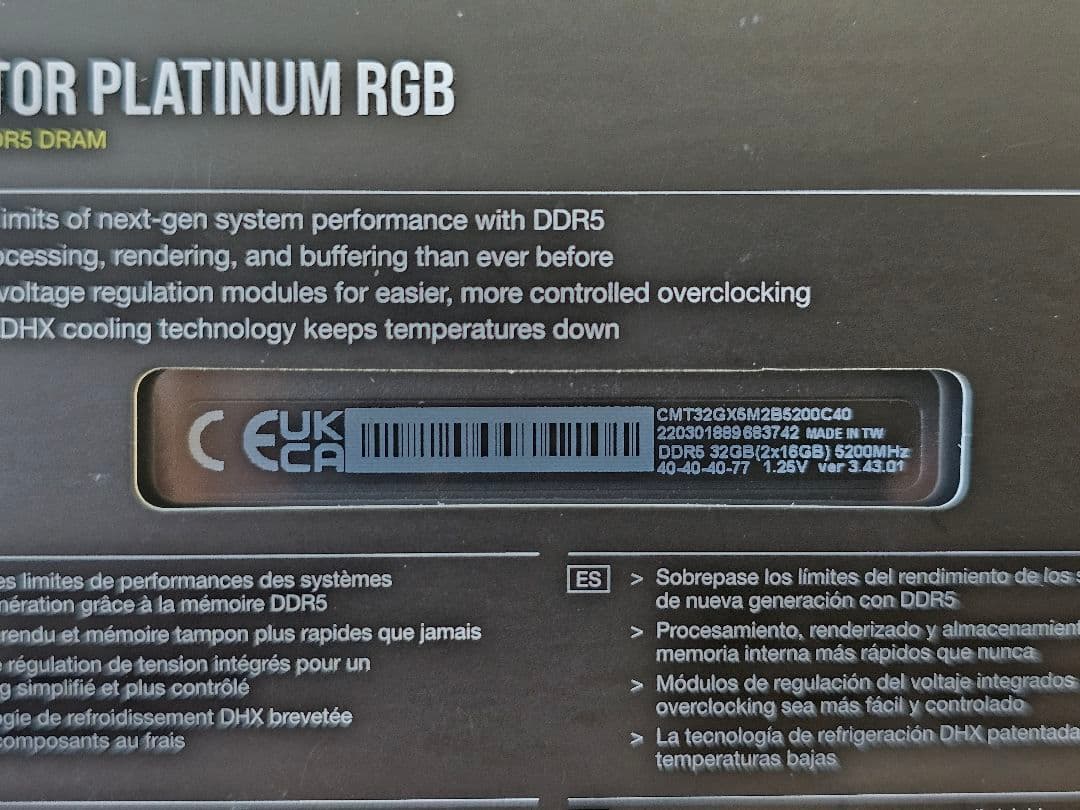 TOR PLATINUM RGB
DR5 DRAM
imits of next-gen system performance with DDR5
ocessing, rendering, and buffering than ever before
voltage regulation modules for easier, more controlled overclocking
DHX cooling technology keeps temperatures down
CE UK
CA
CMT32GX5M2B5200C40
220301889683742 MADE IN TW
DDR5 32GB(2x16GB) 5200MHz
40-40-40-77 1.25V ver 3.43.01
es limites de performances des systèmes
nération grâce à la mémoire DDR5
rendu et mémoire tampon plus rapides que jamais
régulation de tension intégrés pour un
g simplifié et plus contrôlé
gie de refroidissement DHX brevetée
composants au frais
ES > Sobrepase los límites del rendimiento de los s
de nueva generación con DDR5
> Procesamiento, renderizado y almacenamient
memoria interna más rápidos que nunca
> Módulos de regulación del voltaje integrados
overclocking sea más fácil y controlado
> La tecnología de refrigeración DHX patentada
temperaturas bajas